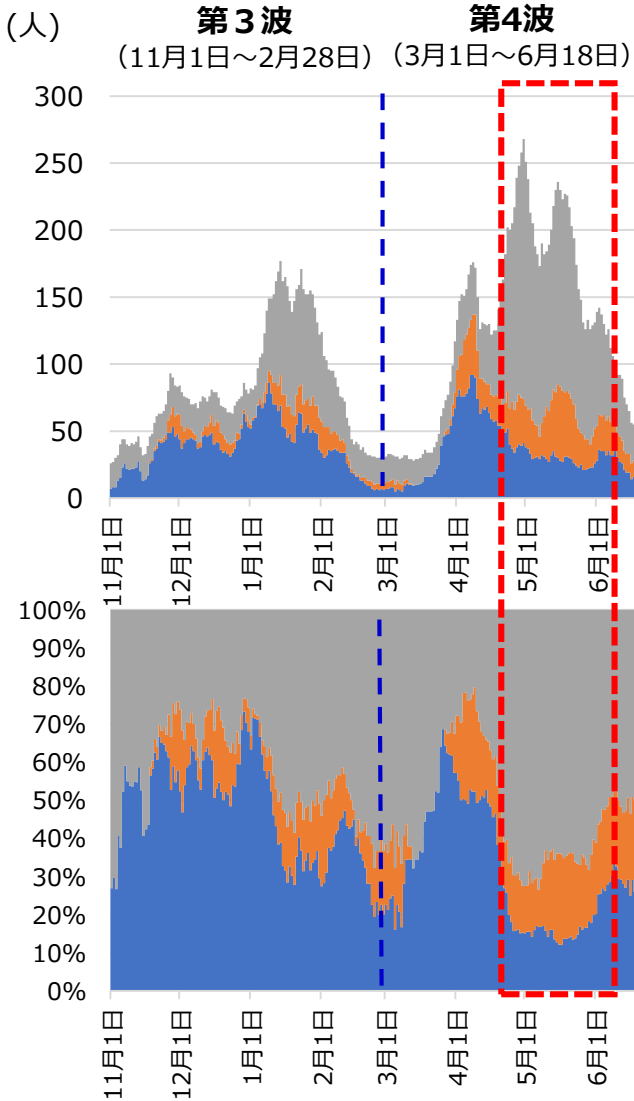 (人)
第３波
第4波
（11月1日～2月28日）
（3月1日～6月18日）
300
250
200
150
100
50
0
11月1日
12月1日
1月1日
2月1日
3月1日
4月1日
5月1日
6月1日
100%
90%
80%
70%
60%
50%
40%
30%
20%
10%
0%
11月1日
12月1日
1月1日
2月1日
3月1日
4月1日
5月1日
6月1日